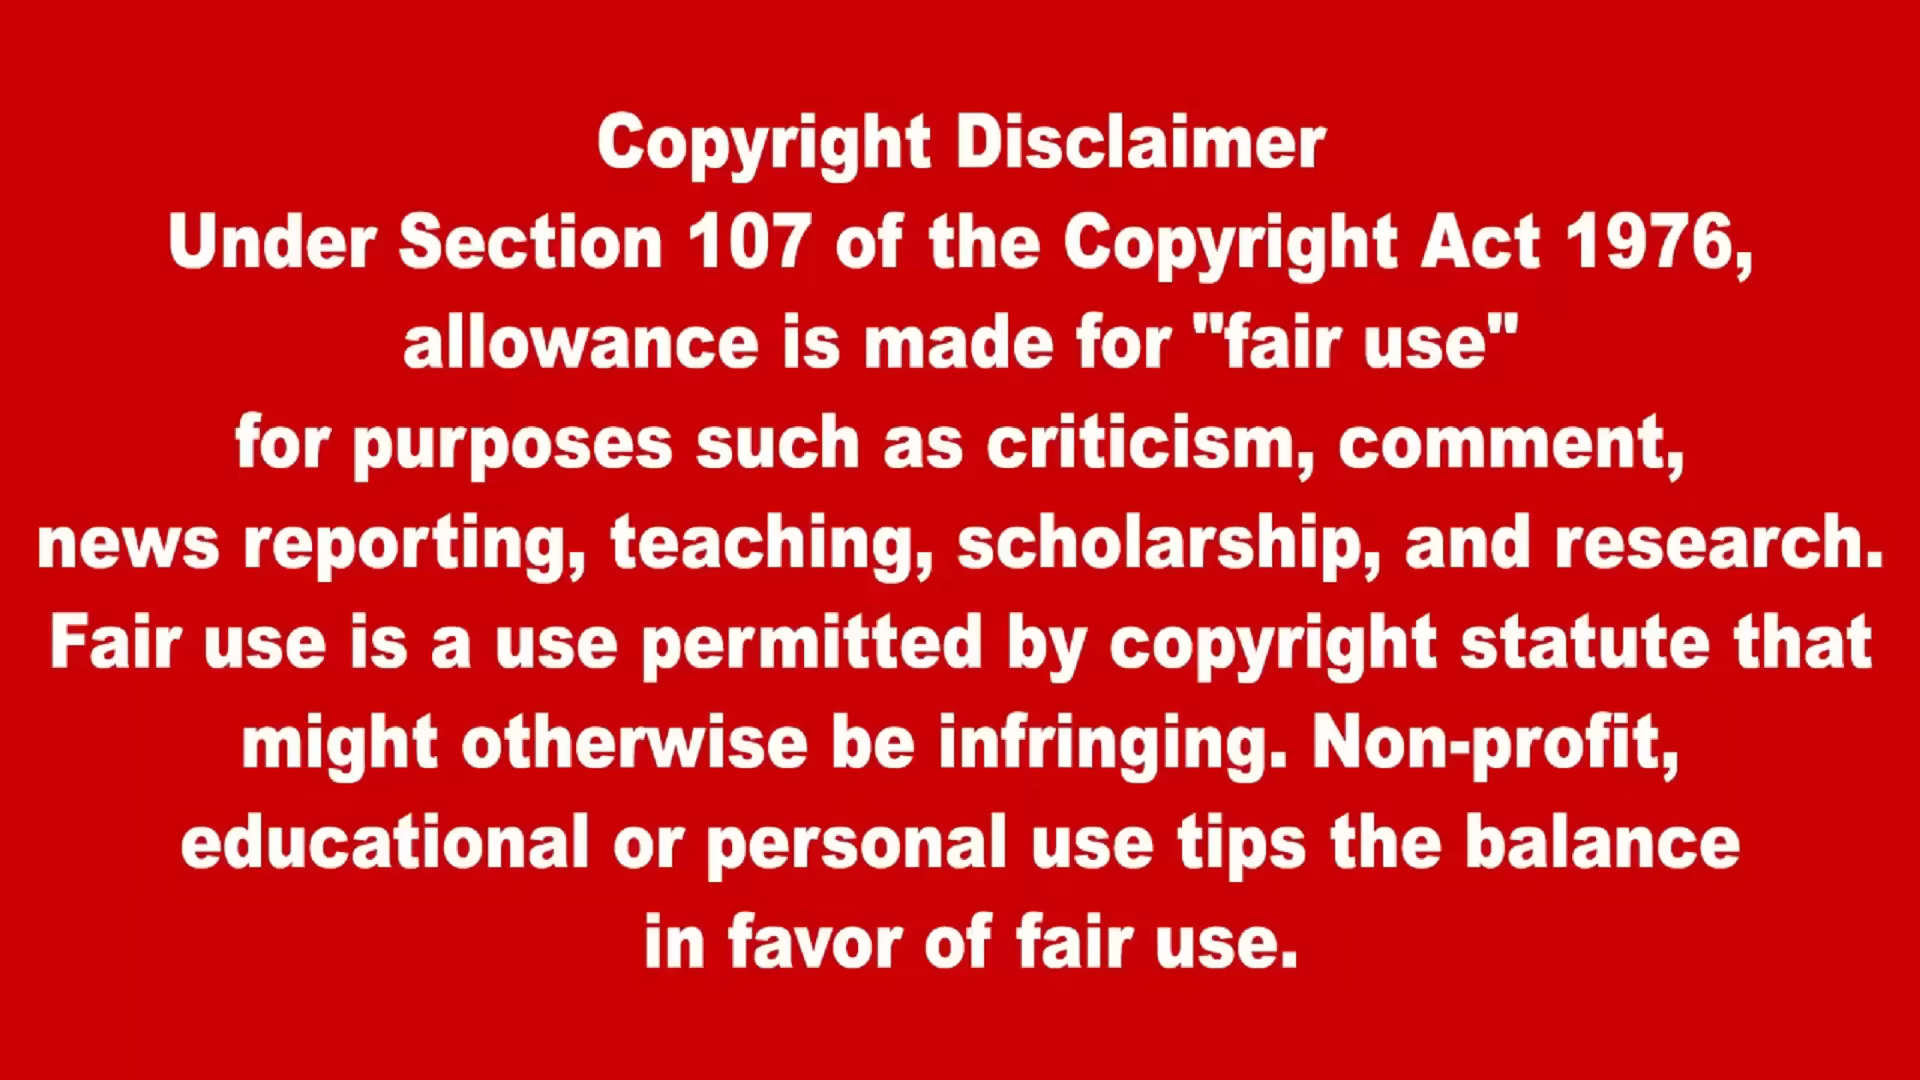 Copyright Disclaimer
Under Section 107 of the Copyright Act 1976,
allowance is made for "fair use"
for purposes such as criticism, comment,
news reporting, teaching, scholarship, and research.
Fair use is a use permitted by copyright statute that
might otherwise be infringing. Non-profit,
educational or personal use tips the balance
in favor of fair use.